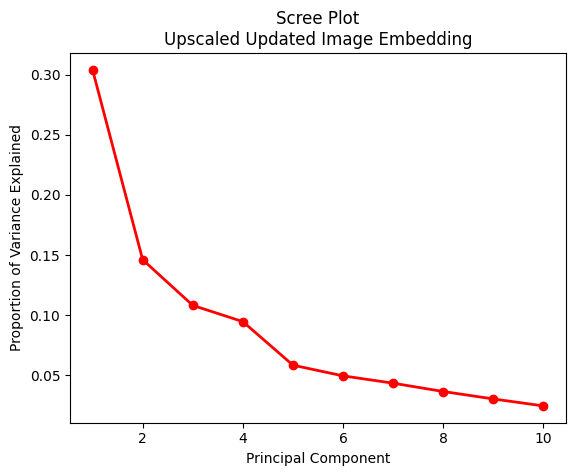 Scree Plot
Upscaled Updated Image Embedding
Proportion of Variance Explained
0.30
0.25
0.20
0.15
0.10
0.05
2 4 6 8 10
Principal Component